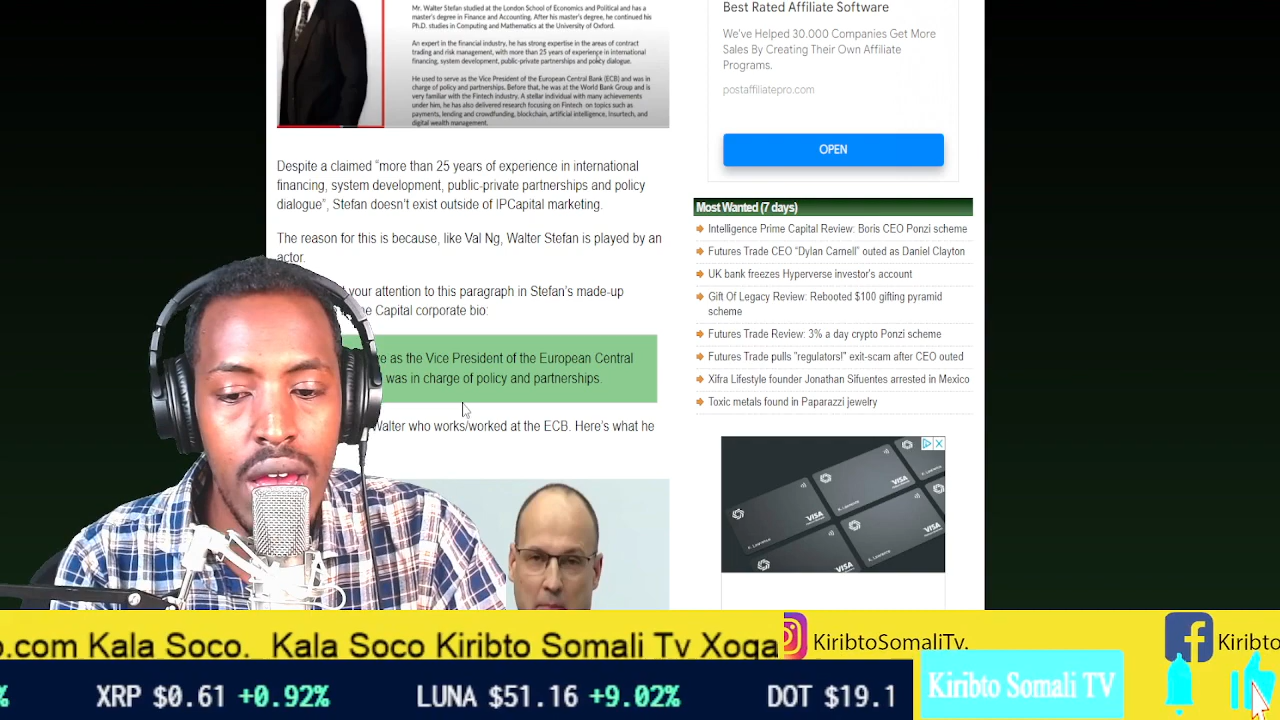 Mr. Walter Stefan studied at the London School of Economics and Political and has a
master's degree in Finance and Accounting. After his master's degree, he continued his
Ph.D. studies in Computing and Mathematics at the University of Oxford.
An expert in the financial industry, he has strong expertise in the areas of contract
trading and risk management, with more than 25 years of experience in international
financing, system development, public-private partnerships and policy dialogue.
He used to serve as the Vice President of the European Central Bank (ECB) and was in
charge of policy and partnerships. Before that, he was at the World Bank Group and is
very familiar with the Fintech industry. A stellar individual with many achievements
under him, he has also delivered research focusing on Fintech on topics such as
payments, lending and crowdfunding, blockchain, artificial intelligence, Insurtech, and
digital wealth management.
Despite a claimed “more than 25 years of experience in international
financing, system development, public-private partnerships and policy
dialogue”, Stefan doesn’t exist outside of IPCapital marketing.
The reason for this is because, like Val Ng, Walter Stefan is played by an
actor.
your attention to this paragraph in Stefan’s made-up
e Capital corporate bio:
ve as the Vice President of the European Central
was in charge of policy and partnerships.
Walter who works/worked at the ECB. Here’s what he
Best Rated Affiliate Software
We've Helped 30.000 Companies Get More
Sales By Creating Their Own Affiliate
Programs.
postaffiliatepro.com
OPEN
Most Wanted (7 days)
Intelligence Prime Capital Review: Boris CEO Ponzi scheme
Futures Trade CEO “Dylan Carnell” outed as Daniel Clayton
UK bank freezes Hyperverse investor's account
Gift Of Legacy Review: Rebooted $100 gifting pyramid
scheme
Futures Trade Review: 3% a day crypto Ponzi scheme
Futures Trade pulls "regulators!" exit-scam after CEO outed
Xifra Lifestyle founder Jonathan Sifuentes arrested in Mexico
Toxic metals found in Paparazzi jewelry
VISA
VISA
VISA
VISA
o.com Kala Soco. Kala Soco Kiribto Somali Tv Xoga
KiribtoSomaliTv.
Kiribto
% XRP $0.61 +0.92% LUNA $51.16 +9.02% DOT $19.1
Kiribto Somali TV